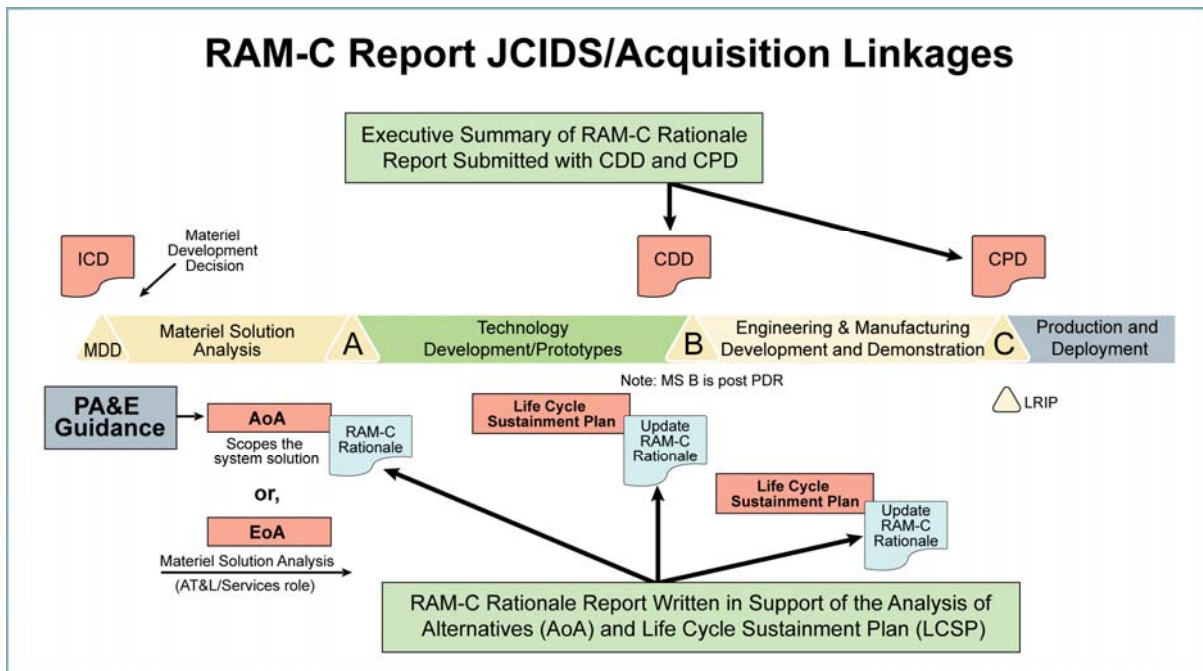 RAM-C Report JCIDS/Acquisition Linkages
Executive Summary of RAM-C Rationale
Report Submitted with CDD and CPD
ICD
Materiel
Development
Decision
CDD
CPD
MDD
Materiel Solution
Analysis
A
Technology
Development/Prototypes
B
Engineering & Manufacturing
Development and Demonstration
C
Production and
Deployment
Note: MS B is post PDR
LRIP
PA&E
Guidance
AoA
Scopes the
system solution
RAM-C
Rationale
or,
EoA
Materiel Solution Analysis
(AT&L/Services role)
Life Cycle
Sustainment Plan
Update
RAM-C
Rationale
Life Cycle
Sustainment Plan
Update
RAM-C
Rationale
RAM-C Rationale Report Written in Support of the Analysis of
Alternatives (AoA) and Life Cycle Sustainment Plan (LCSP)